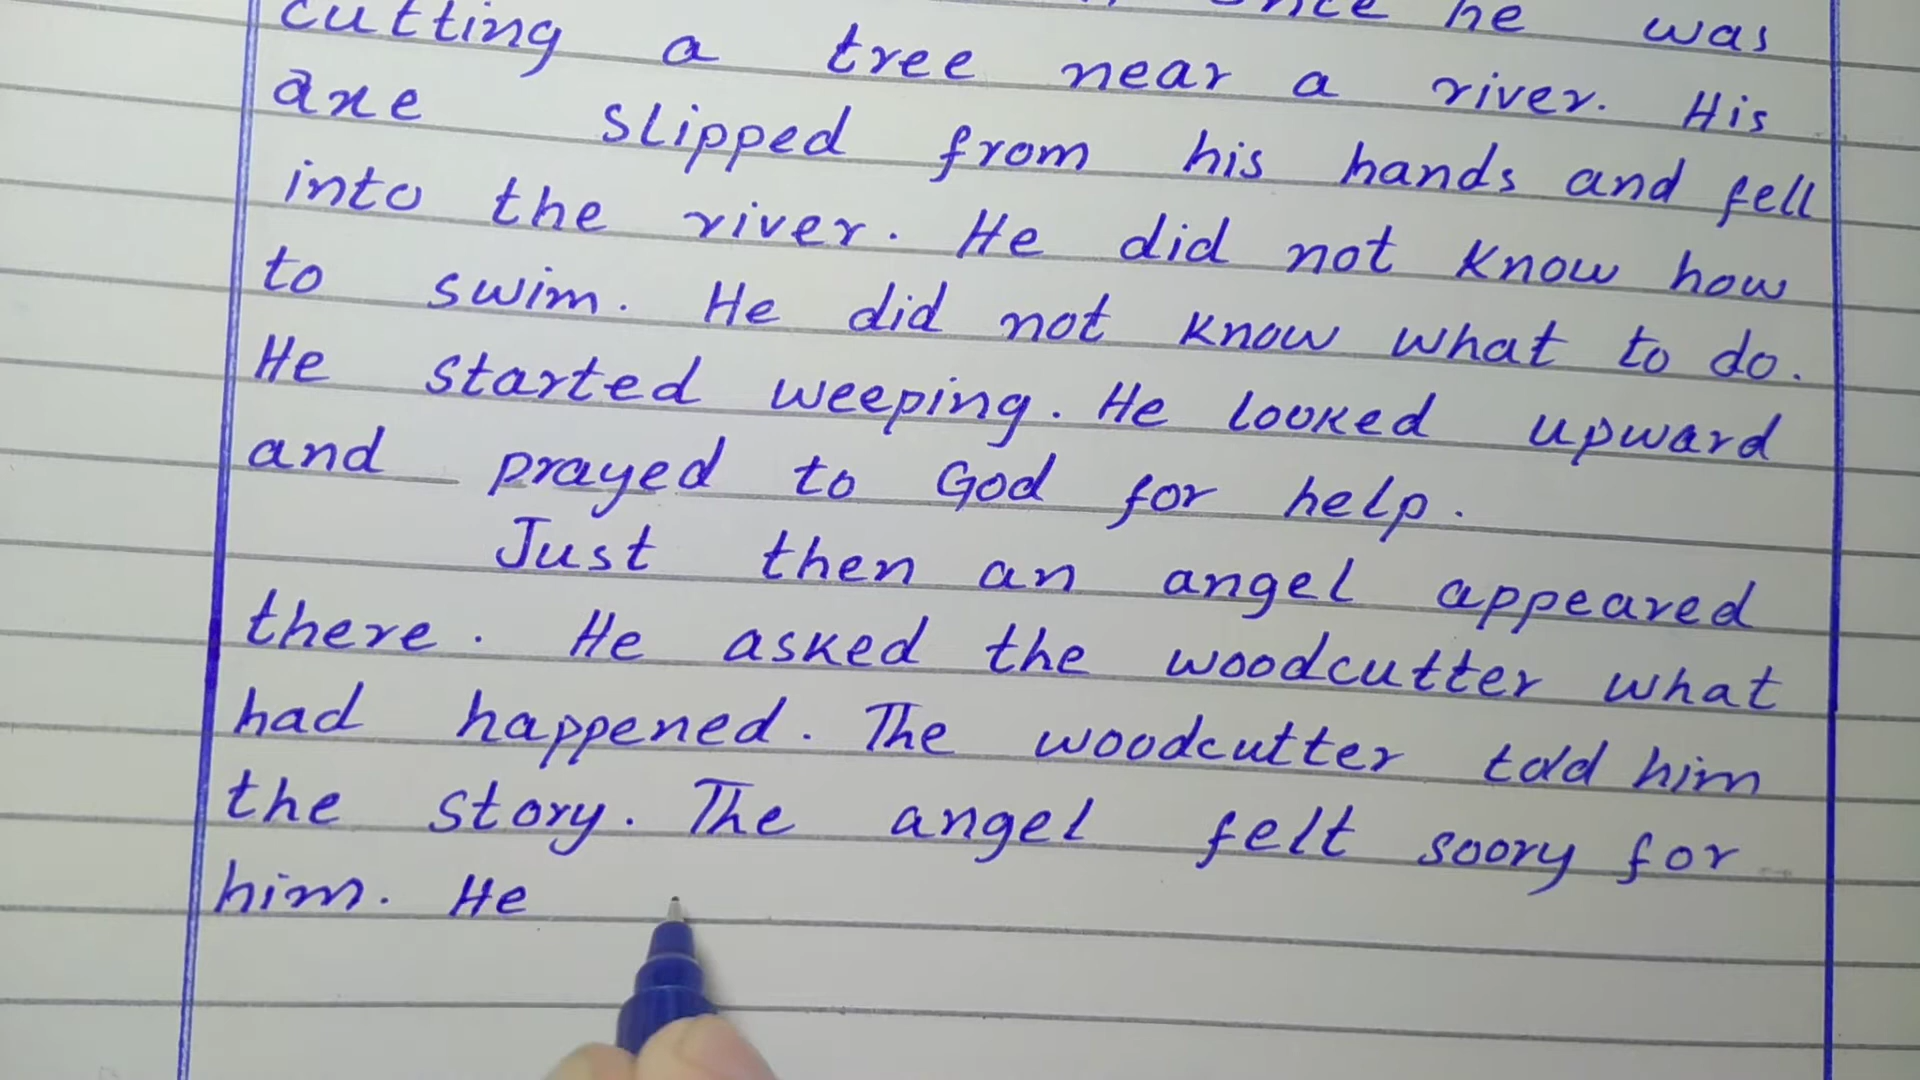 once he was
cutting a tree near a river. His
axe slipped from his hands and fell
into the river. He did not know how
to swim. He did not know what to do.
He started weeping. He looked upward
and prayed to God for help.
Just then an angel appeared
there. He asked the woodcutter what
had happened. The woodcutter told him
the story. The angel felt soory for
him. He